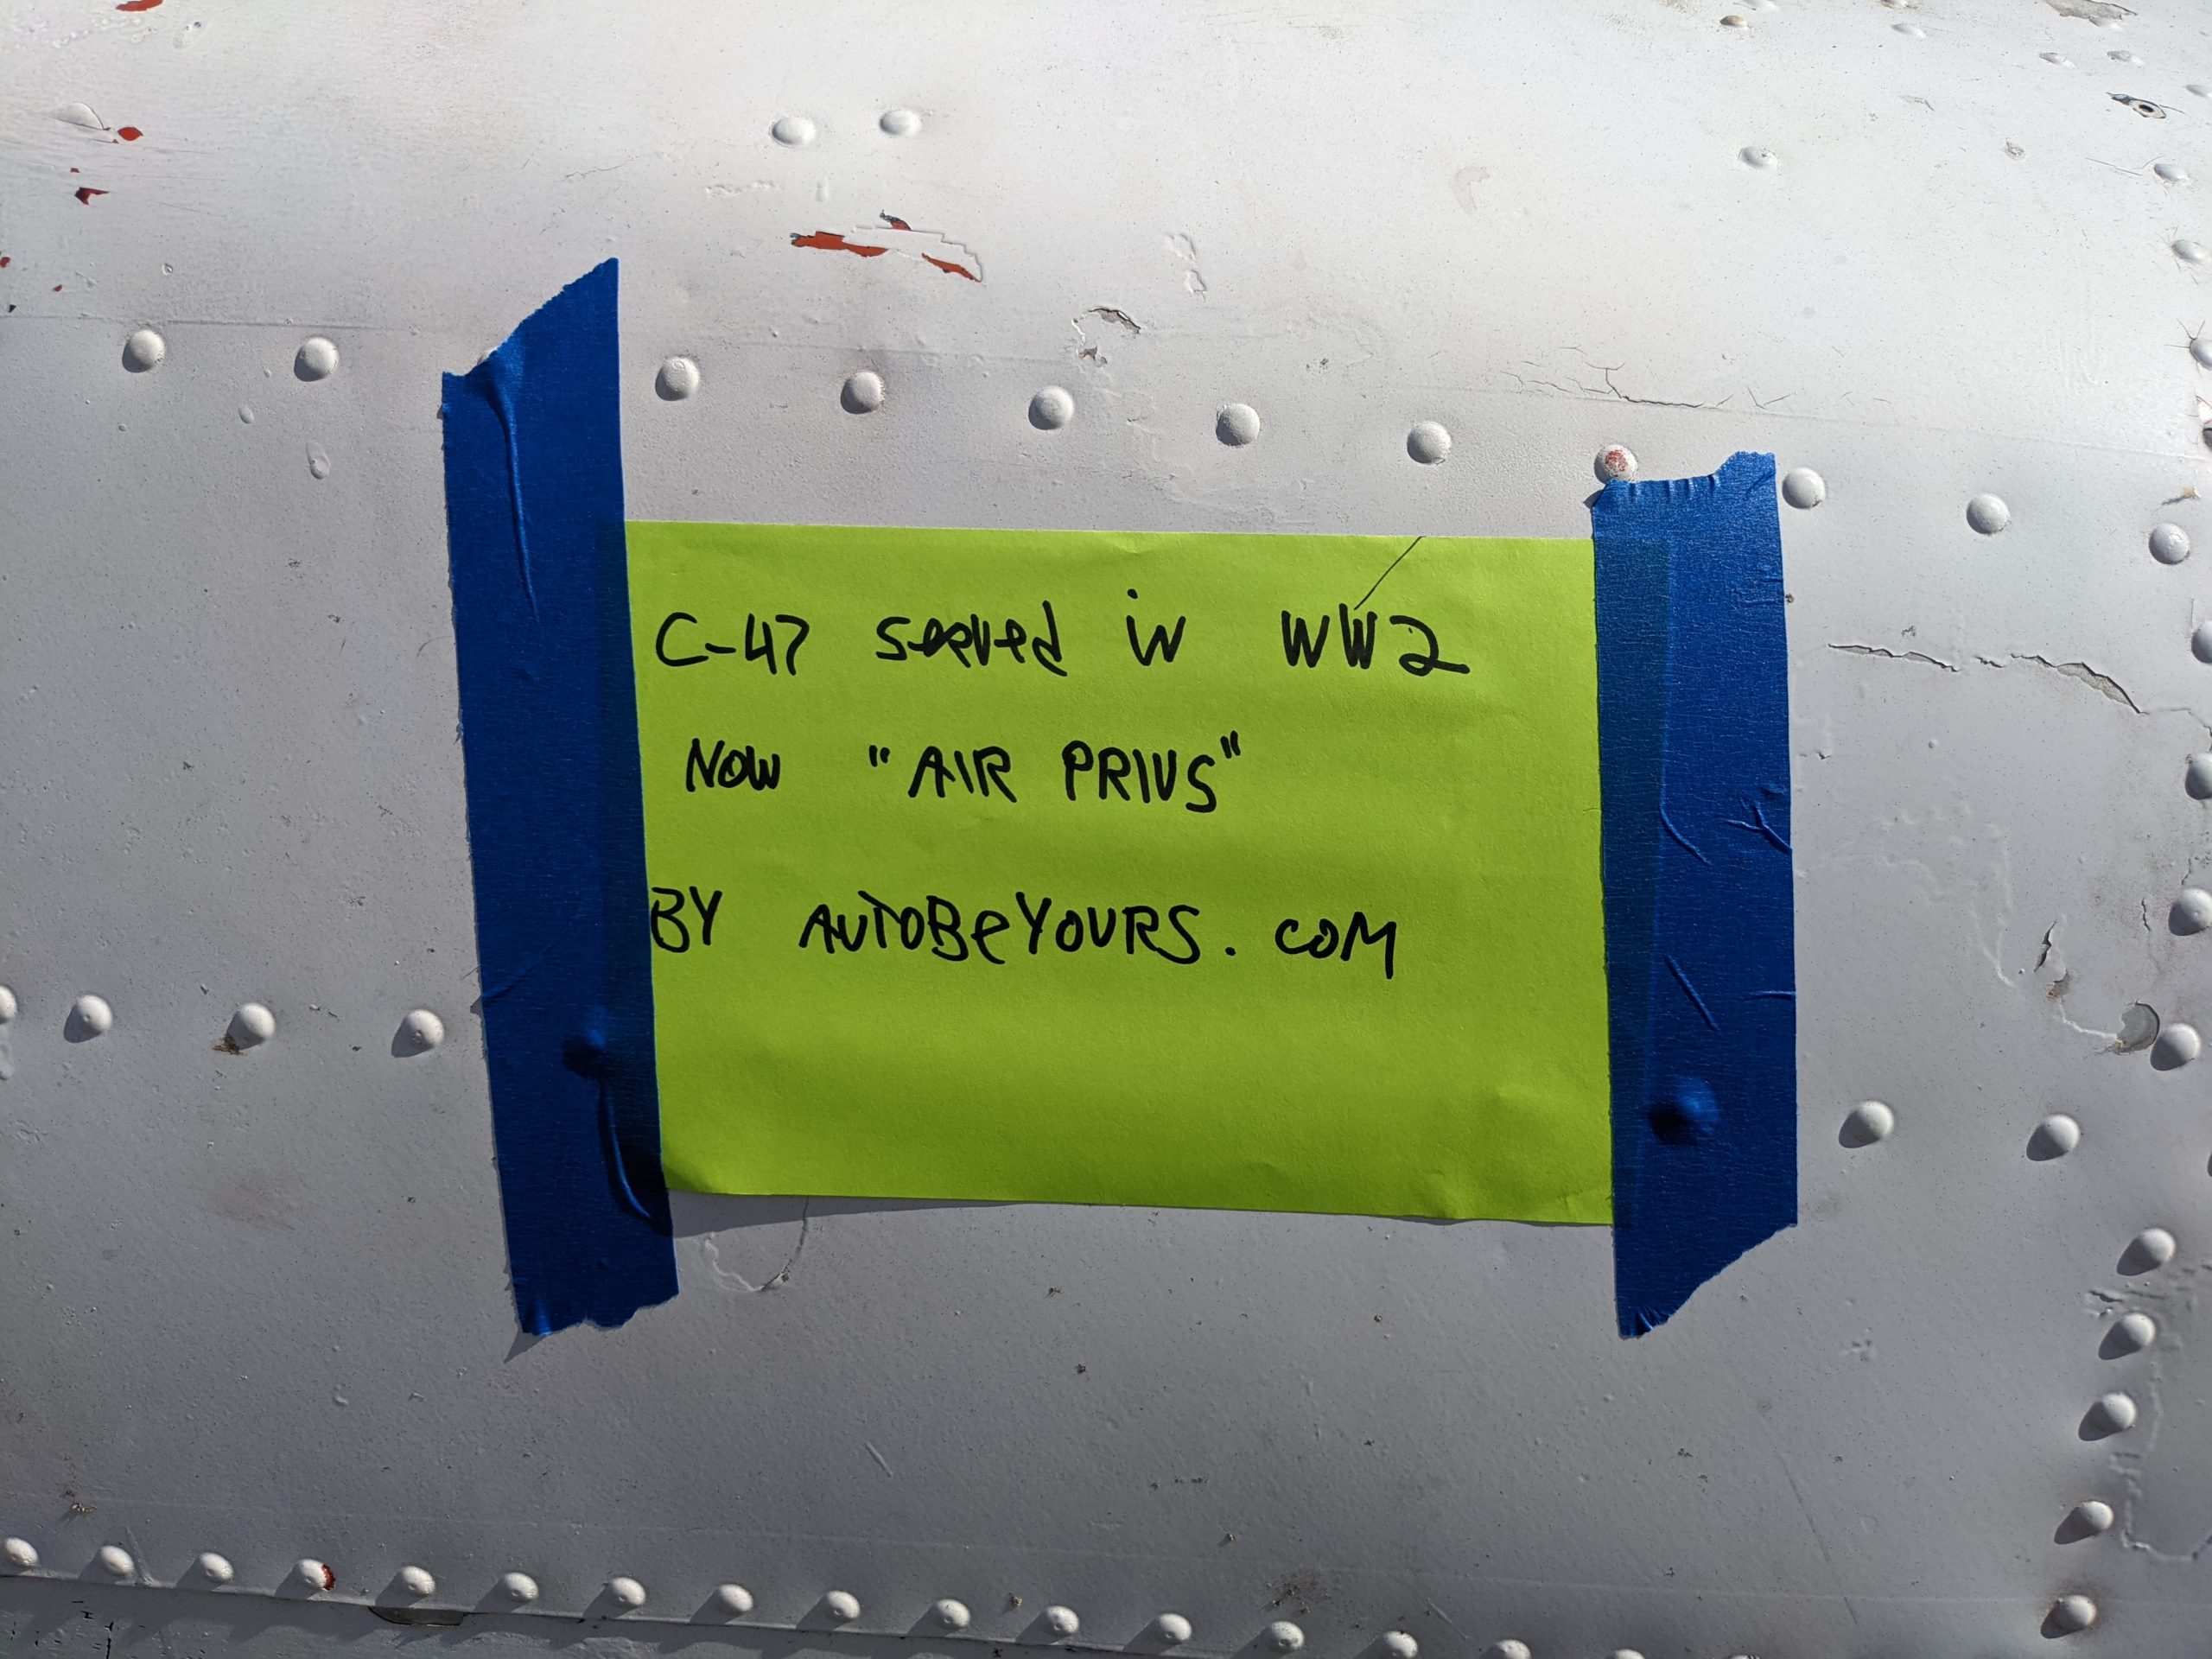 C-47 served in WW2
NOW "AIR PRIUS"
BY AUTOBeYOURS.COM